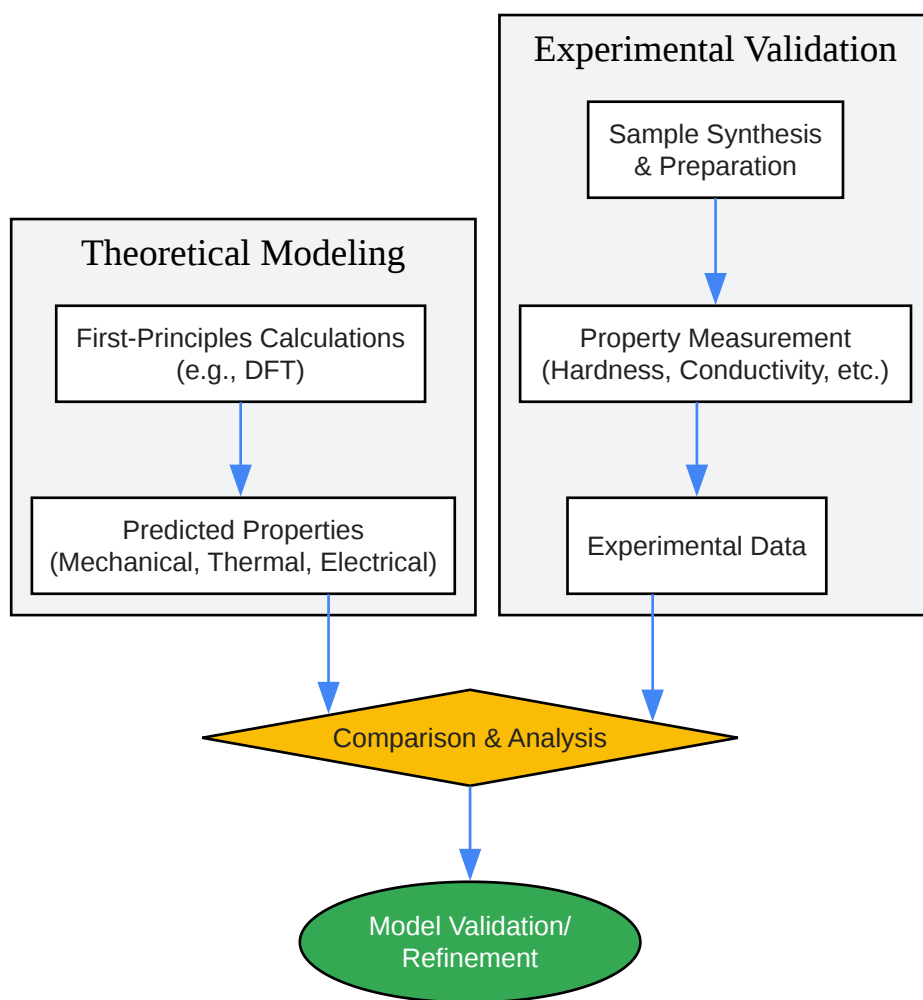 Experimental Validation
Sample Synthesis
& Preparation
Property Measurement
(Hardness, Conductivity, etc.)
Experimental Data
Theoretical Modeling
First-Principles Calculations
(e.g., DFT)
Predicted Properties
(Mechanical, Thermal, Electrical)
Comparison & Analysis
Model Validation/
Refinement